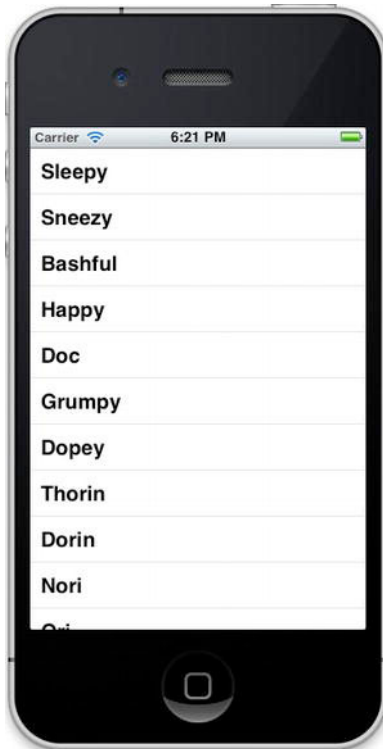 Carrier 6:21 PM
Sleepy
Sneezy
Bashful
Happy
Doc
Grumpy
Dopey
Thorin
Dorin
Nori